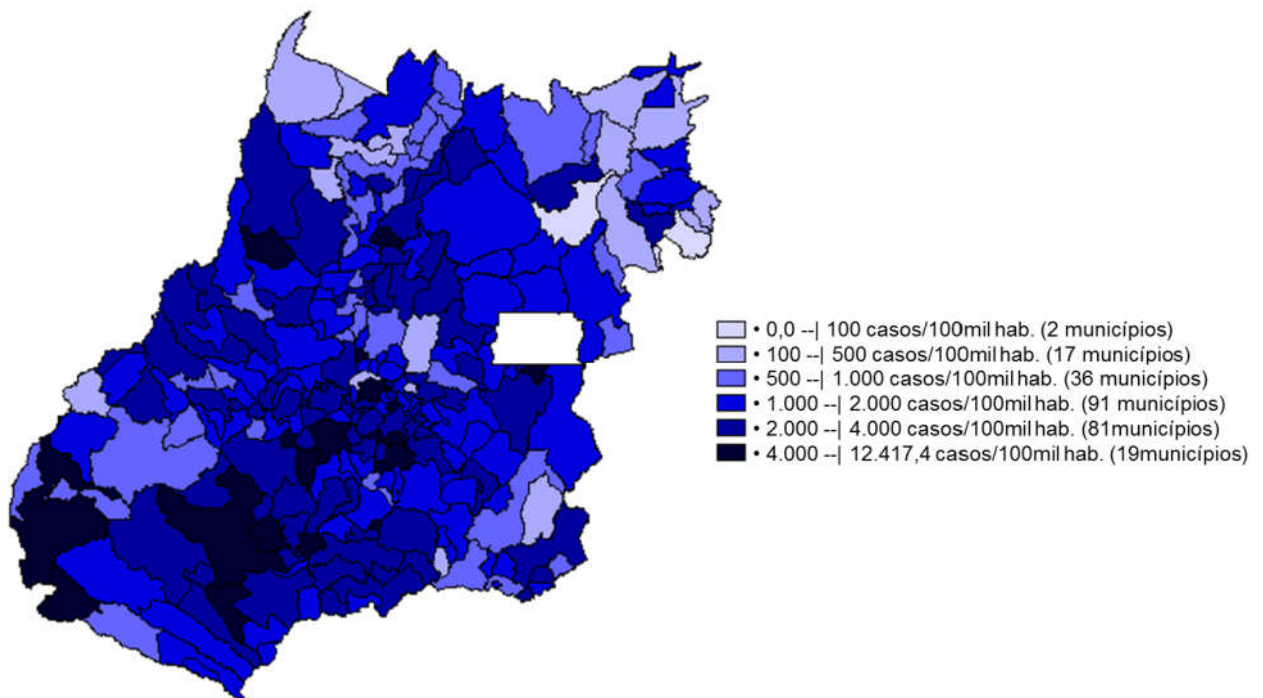 • 0,0 --| 100 casos/100mil hab. (2 municípios)
• 100 --| 500 casos/100mil hab. (17 municípios)
• 500 --| 1.000 casos/100mil hab. (36 municípios)
• 1.000 --| 2.000 casos/100mil hab. (91 municípios)
• 2.000 --| 4.000 casos/100mil hab. (81municípios)
• 4.000 --| 12.417,4 casos/100mil hab. (19municípios)